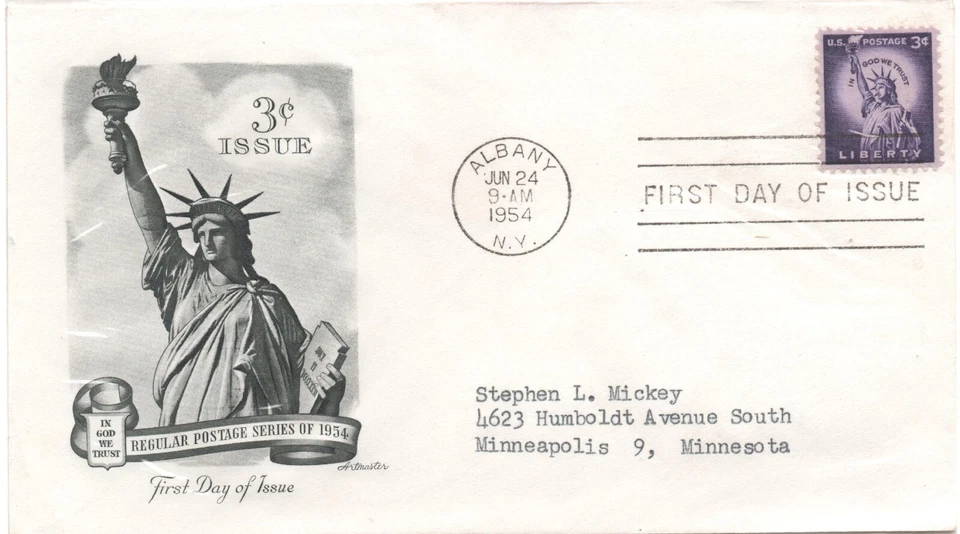 3¢
ISSUE
IN
GOD
WE
TRUST
REGULAR POSTAGE SERIES OF 1954
Artmaster
First Day of Issue
ALBANY
JUN 24
9-AM
1954
N.Y.
U.S. POSTAGE 3¢
IN GOD WE TRUST
LIBERTY
FIRST DAY OF ISSUE
Stephen L. Mickey
4623 Humboldt Avenue South
Minneapolis 9, Minnesota